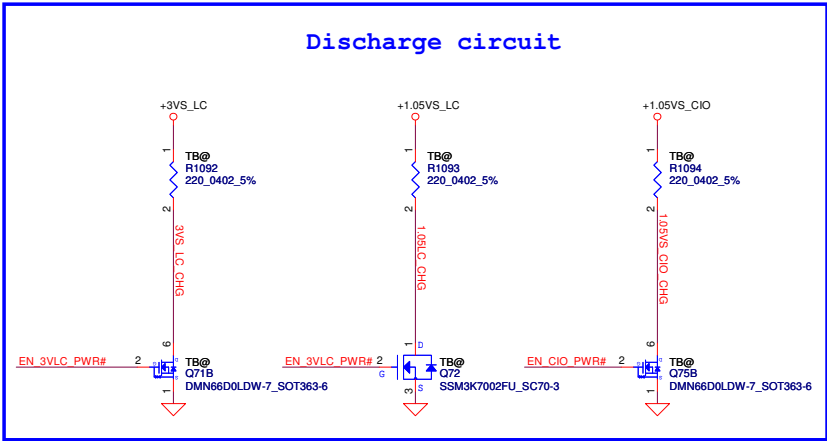 Discharge circuit
+3VS_LC
+1.05VS_LC
+1.05VS_CIO
1
TB@
R1092
220_0402_5%
2
1
TB@
R1093
220_0402_5%
2
1
TB@
R1094
220_0402_5%
2
3VS_LC_CHG
1.05LC_CHG
1.05VS_CIO_CHG
EN_3VLC_PWR#
2
6
1
TB@
Q71B
DMN66D0LDW-7_SOT363-6
EN_3VLC_PWR#
2
G
1
D
3
S
TB@
Q72
SSM3K7002FU_SC70-3
EN_CIO_PWR#
2
6
1
TB@
Q75B
DMN66D0LDW-7_SOT363-6